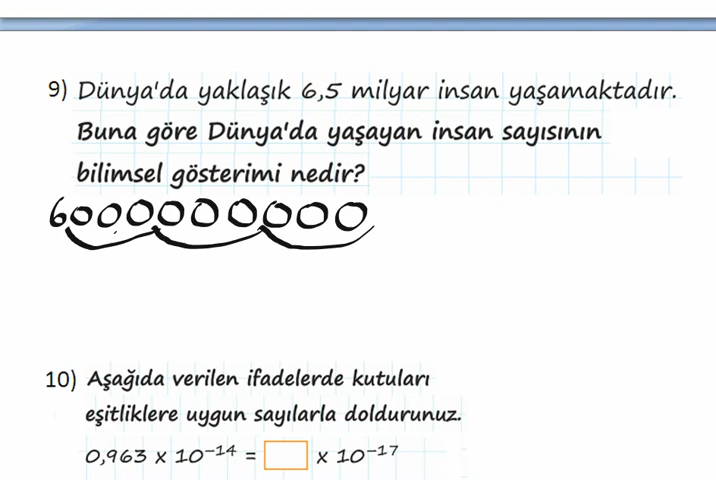 9) Dünya'da yaklaşık 6,5 milyar insan yaşamaktadır.
Buna göre Dünya'da yaşayan insan sayısının
bilimsel gösterimi nedir?
6000000000
10) Aşağıda verilen ifadelerde kutuları
eşitliklere uygun sayılarla doldurunuz.
0,963 x 10⁻¹⁴ = x 10⁻¹⁷